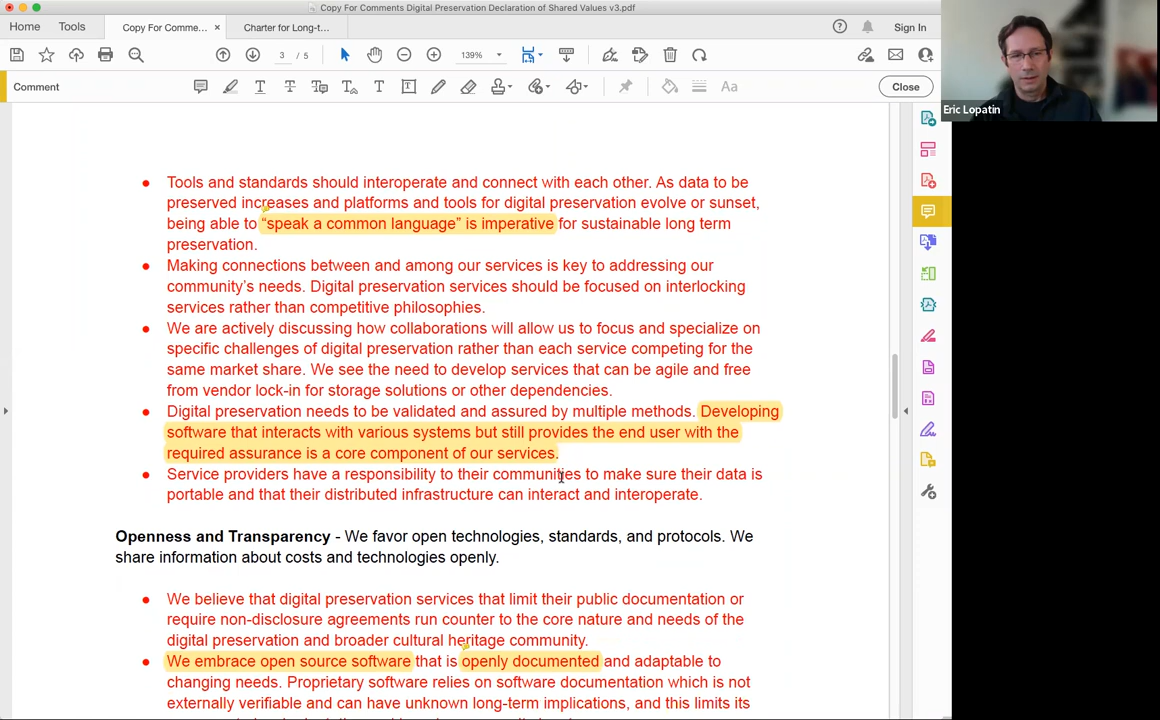 Copy For Comments Digital Preservation Declaration of Shared Values v3.pdf
Home Tools Copy For Comme... × Charter for Long-t... Sign In
3 / 5 139%
Comment Aa Close
Eric Lopatin
• Tools and standards should interoperate and connect with each other. As data to be
preserved increases and platforms and tools for digital preservation evolve or sunset,
being able to “speak a common language” is imperative for sustainable long term
preservation.
• Making connections between and among our services is key to addressing our
community’s needs. Digital preservation services should be focused on interlocking
services rather than competitive philosophies.
• We are actively discussing how collaborations will allow us to focus and specialize on
specific challenges of digital preservation rather than each service competing for the
same market share. We see the need to develop services that can be agile and free
from vendor lock-in for storage solutions or other dependencies.
• Digital preservation needs to be validated and assured by multiple methods. Developing
software that interacts with various systems but still provides the end user with the
required assurance is a core component of our services.
• Service providers have a responsibility to their communities to make sure their data is
portable and that their distributed infrastructure can interact and interoperate.
Openness and Transparency - We favor open technologies, standards, and protocols. We
share information about costs and technologies openly.
• We believe that digital preservation services that limit their public documentation or
require non-disclosure agreements run counter to the core nature and needs of the
digital preservation and broader cultural heritage community.
• We embrace open source software that is openly documented and adaptable to
changing needs. Proprietary software relies on software documentation which is not
externally verifiable and can have unknown long-term implications, and this limits its